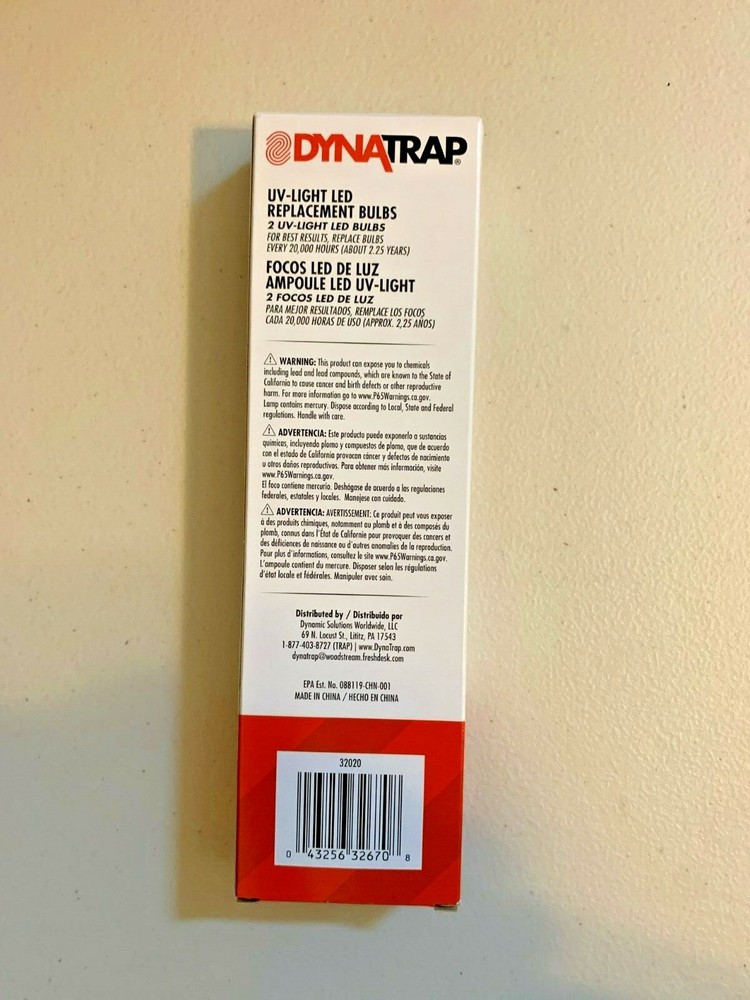 DYNATRAP®
UV-LIGHT LED
REPLACEMENT BULBS
2 UV-LIGHT LED BULBS
FOR BEST RESULTS, REPLACE BULBS
EVERY 20,000 HOURS (ABOUT 2.25 YEARS)
FOCOS LED DE LUZ
AMPOULE LED UV-LIGHT
2 FOCOS LED DE LUZ
PARA MEJOR RESULTADOS, REMPLACE LOS FOCOS
CADA 20,000 HORAS DE USO (APPROX. 2,25 AÑOS)
⚠ WARNING: This product can expose you to chemicals
including lead and lead compounds, which are known to the State of
California to cause cancer and birth defects or other reproductive
harm. For more information go to www.P65Warnings.ca.gov.
Lamp contains mercury. Dispose according to Local, State and Federal
regulations. Handle with care.
⚠ ADVERTENCIA: Este producto puede exponerlo a sustancias
quimicas, incluyendo plomo y compuestos de plomo, que de acuerdo
con el estado de California provocan cáncer y defectos de nacimiento
u otros daños reproductivos. Para obtener más información, visite
www.P65Warnings.ca.gov.
El foco contiene mercurio. Deshágase de acuerdo a las regulaciones
federales, estatales y locales. Manejese con cuidado.
⚠ ADVERTENCIA: AVERTISSEMENT: Ce produit peut vous exposer
à des produits chimiques, notamment au plomb et à des composés du
plomb, connus dans l'État de Californie pour provoquer des cancers et
des déficiences de naissance ou d'autres anomalies de la reproduction.
Pour plus d'informations, consultez le site www.P65Warnings.ca.gov.
L'ampoule contient du mercure. Disposer selon les régulations
d'état locale et fédérales. Manipuler avec soin.
Distributed by / Distribuido por
Dynamic Solutions Worldwide, LLC
69 N. Locust St., Lititz, PA 17543
1-877-403-8727 (TRAP) | www.DynaTrap.com
dynatrap@woodstream.freshdesk.com
EPA Est. No. 088119-CHN-001
MADE IN CHINA / HECHO EN CHINA
32020
0 43256 32670 8